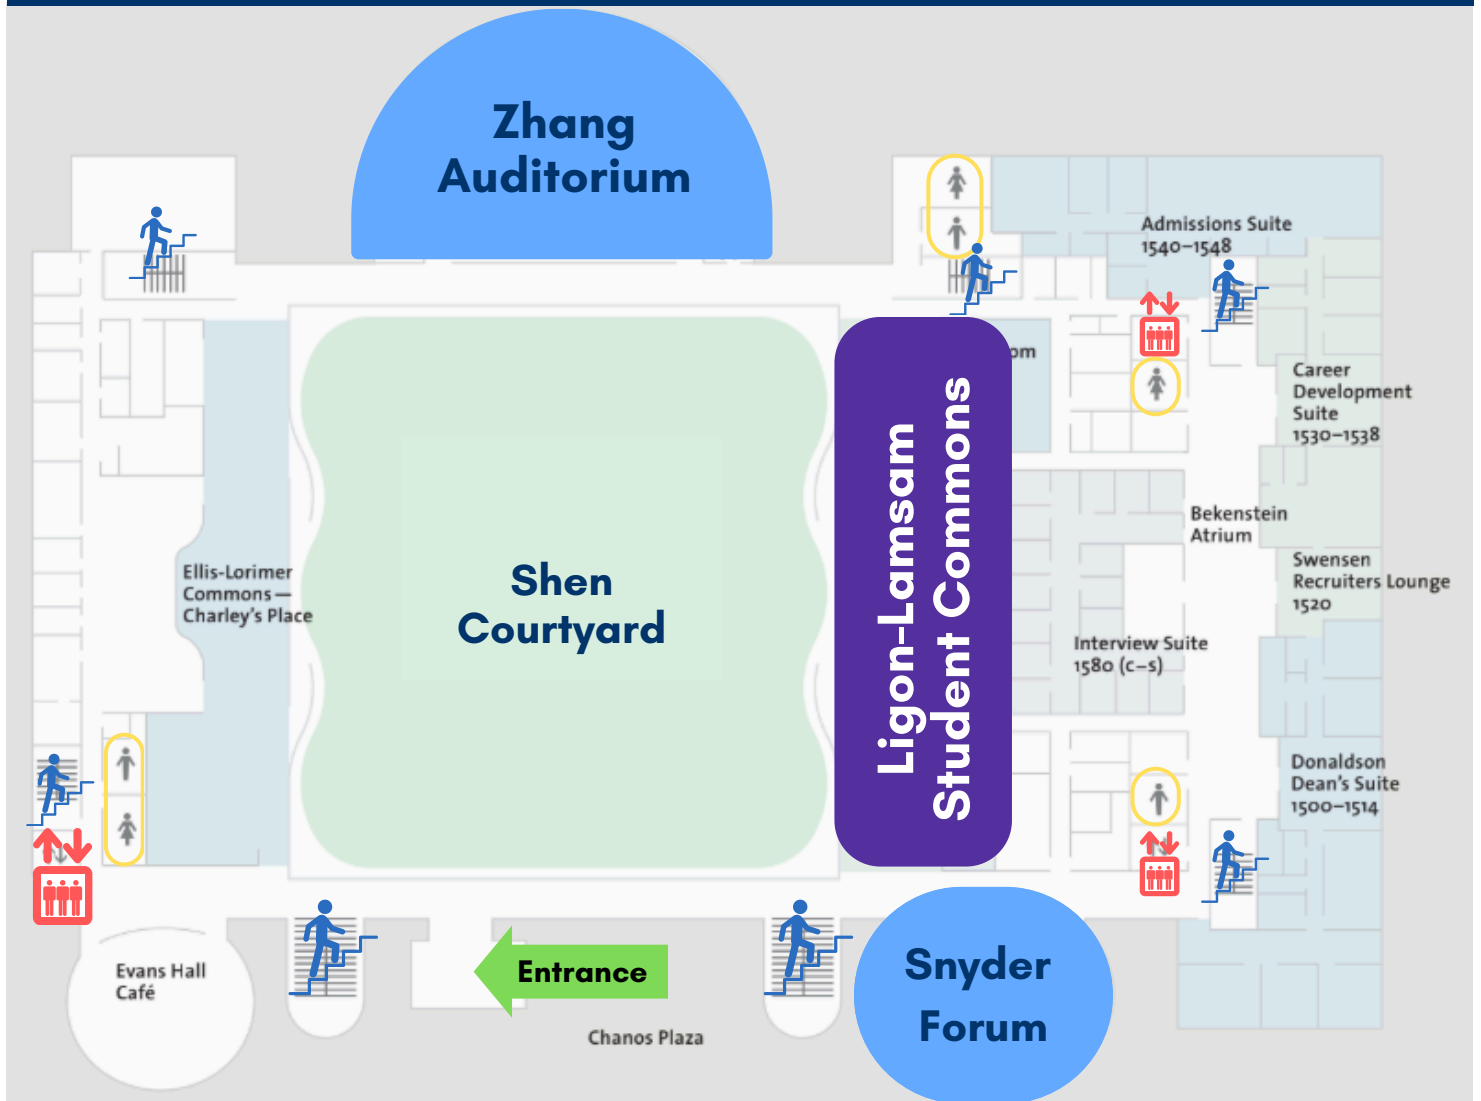 Zhang
Auditorium
Admissions Suite
1540–1548
om
Career
Development
Suite
1530–1538
Ligon-Lamsam
Student Commons
Bekenstein
Atrium
Swensen
Recruiters Lounge
1520
Ellis-Lorimer
Commons—
Charley's Place
Shen
Courtyard
Interview Suite
1580 (c–s)
Donaldson
Dean's Suite
1500–1514
Evans Hall
Café
Entrance
Snyder
Forum
Chanos Plaza